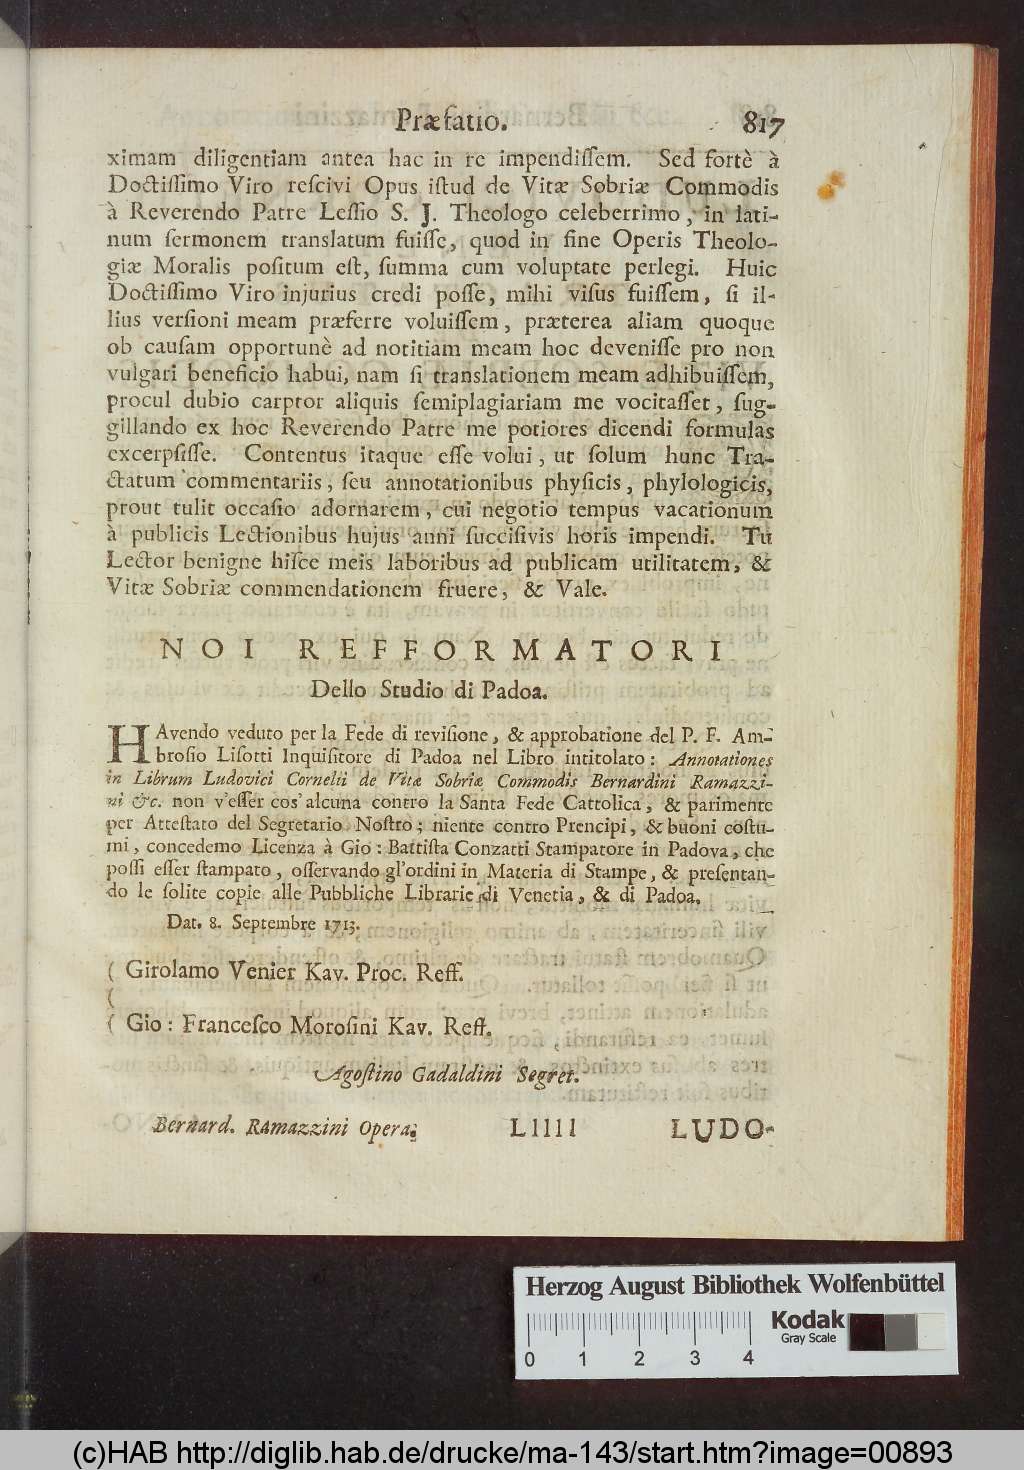 Præfatio. 817
ximam diligentiam antea hac in re impendiſſem. Sed fortè à
Doctiſſimo Viro reſcivi Opus iſtud de Vitæ Sobriæ Commodis
à Reverendo Patre Leſſio S. J. Theologo celeberrimo, in lati-
num ſermonem translatum fuiſſe, quod in fine Operis Theolo-
giæ Moralis poſitum eſt, ſumma cum voluptate perlegi. Huic
Doctiſſimo Viro injurius credi poſſe, mihi viſus fuiſſem, ſi il-
lius verſioni meam præferre voluiſſem, præterea aliam quoque
ob cauſam opportunè ad notitiam meam hoc deveniſſe pro non
vulgari beneficio habui, nam ſi translationem meam adhibuiſſem,
procul dubio carptor aliquis ſemiplagiariam me vocitaſſet, ſug-
gillando ex hoc Reverendo Patre me potiores dicendi formulas
excerpſiſſe. Contentus itaque eſſe volui, ut ſolum hunc Tra-
ctatum commentariis, ſeu annotationibus phyſicis, phylologicis,
prout tulit occaſio adornarem, cui negotio tempus vacationum
à publicis Lectionibus hujus anni ſucciſivis horis impendi. Tu
Lector benigne hiſce meis laboribus ad publicam utilitatem, &
Vitæ Sobriæ commendationem fruere, & Vale.
NOI REFFORMATORI
Dello Studio di Padoa.
HAvendo veduto per la Fede di reviſione, & approbatione del P. F. Am-
broſio Liſotti Inquiſitore di Padoa nel Libro intitolato: Annotationes
in Librum Ludovici Cornelii de Vitæ Sobriæ Commodis Bernardini Ramazzi-
ni &c. non v'eſſer cos' alcuna contro la Santa Fede Cattolica, & parimente
per Atteſtato del Segretario Noſtro; niente contro Prencipi, & buoni coſtu-
mi, concedemo Licenza à Gio: Battiſta Conzatti Stampatore in Padova, che
poſſi eſſer ſtampato, oſſervando gl'ordini in Materia di Stampe, & preſentan-
do le ſolite copie alle Pubbliche Librarie di Venetia, & di Padoa.
Dat. 8. Septembre 1713.
( Girolamo Venier Kav. Proc. Reff.
(
( Gio: Franceſco Moroſini Kav. Reff.
Agoſtino Gadaldini Segret.
Bernard. Ramazzini Opera. Lllll LUDO-
Herzog August Bibliothek Wolfenbüttel
Kodak
Gray Scale
0 1 2 3 4
(c)HAB http://diglib.hab.de/drucke/ma-143/start.htm?image=00893